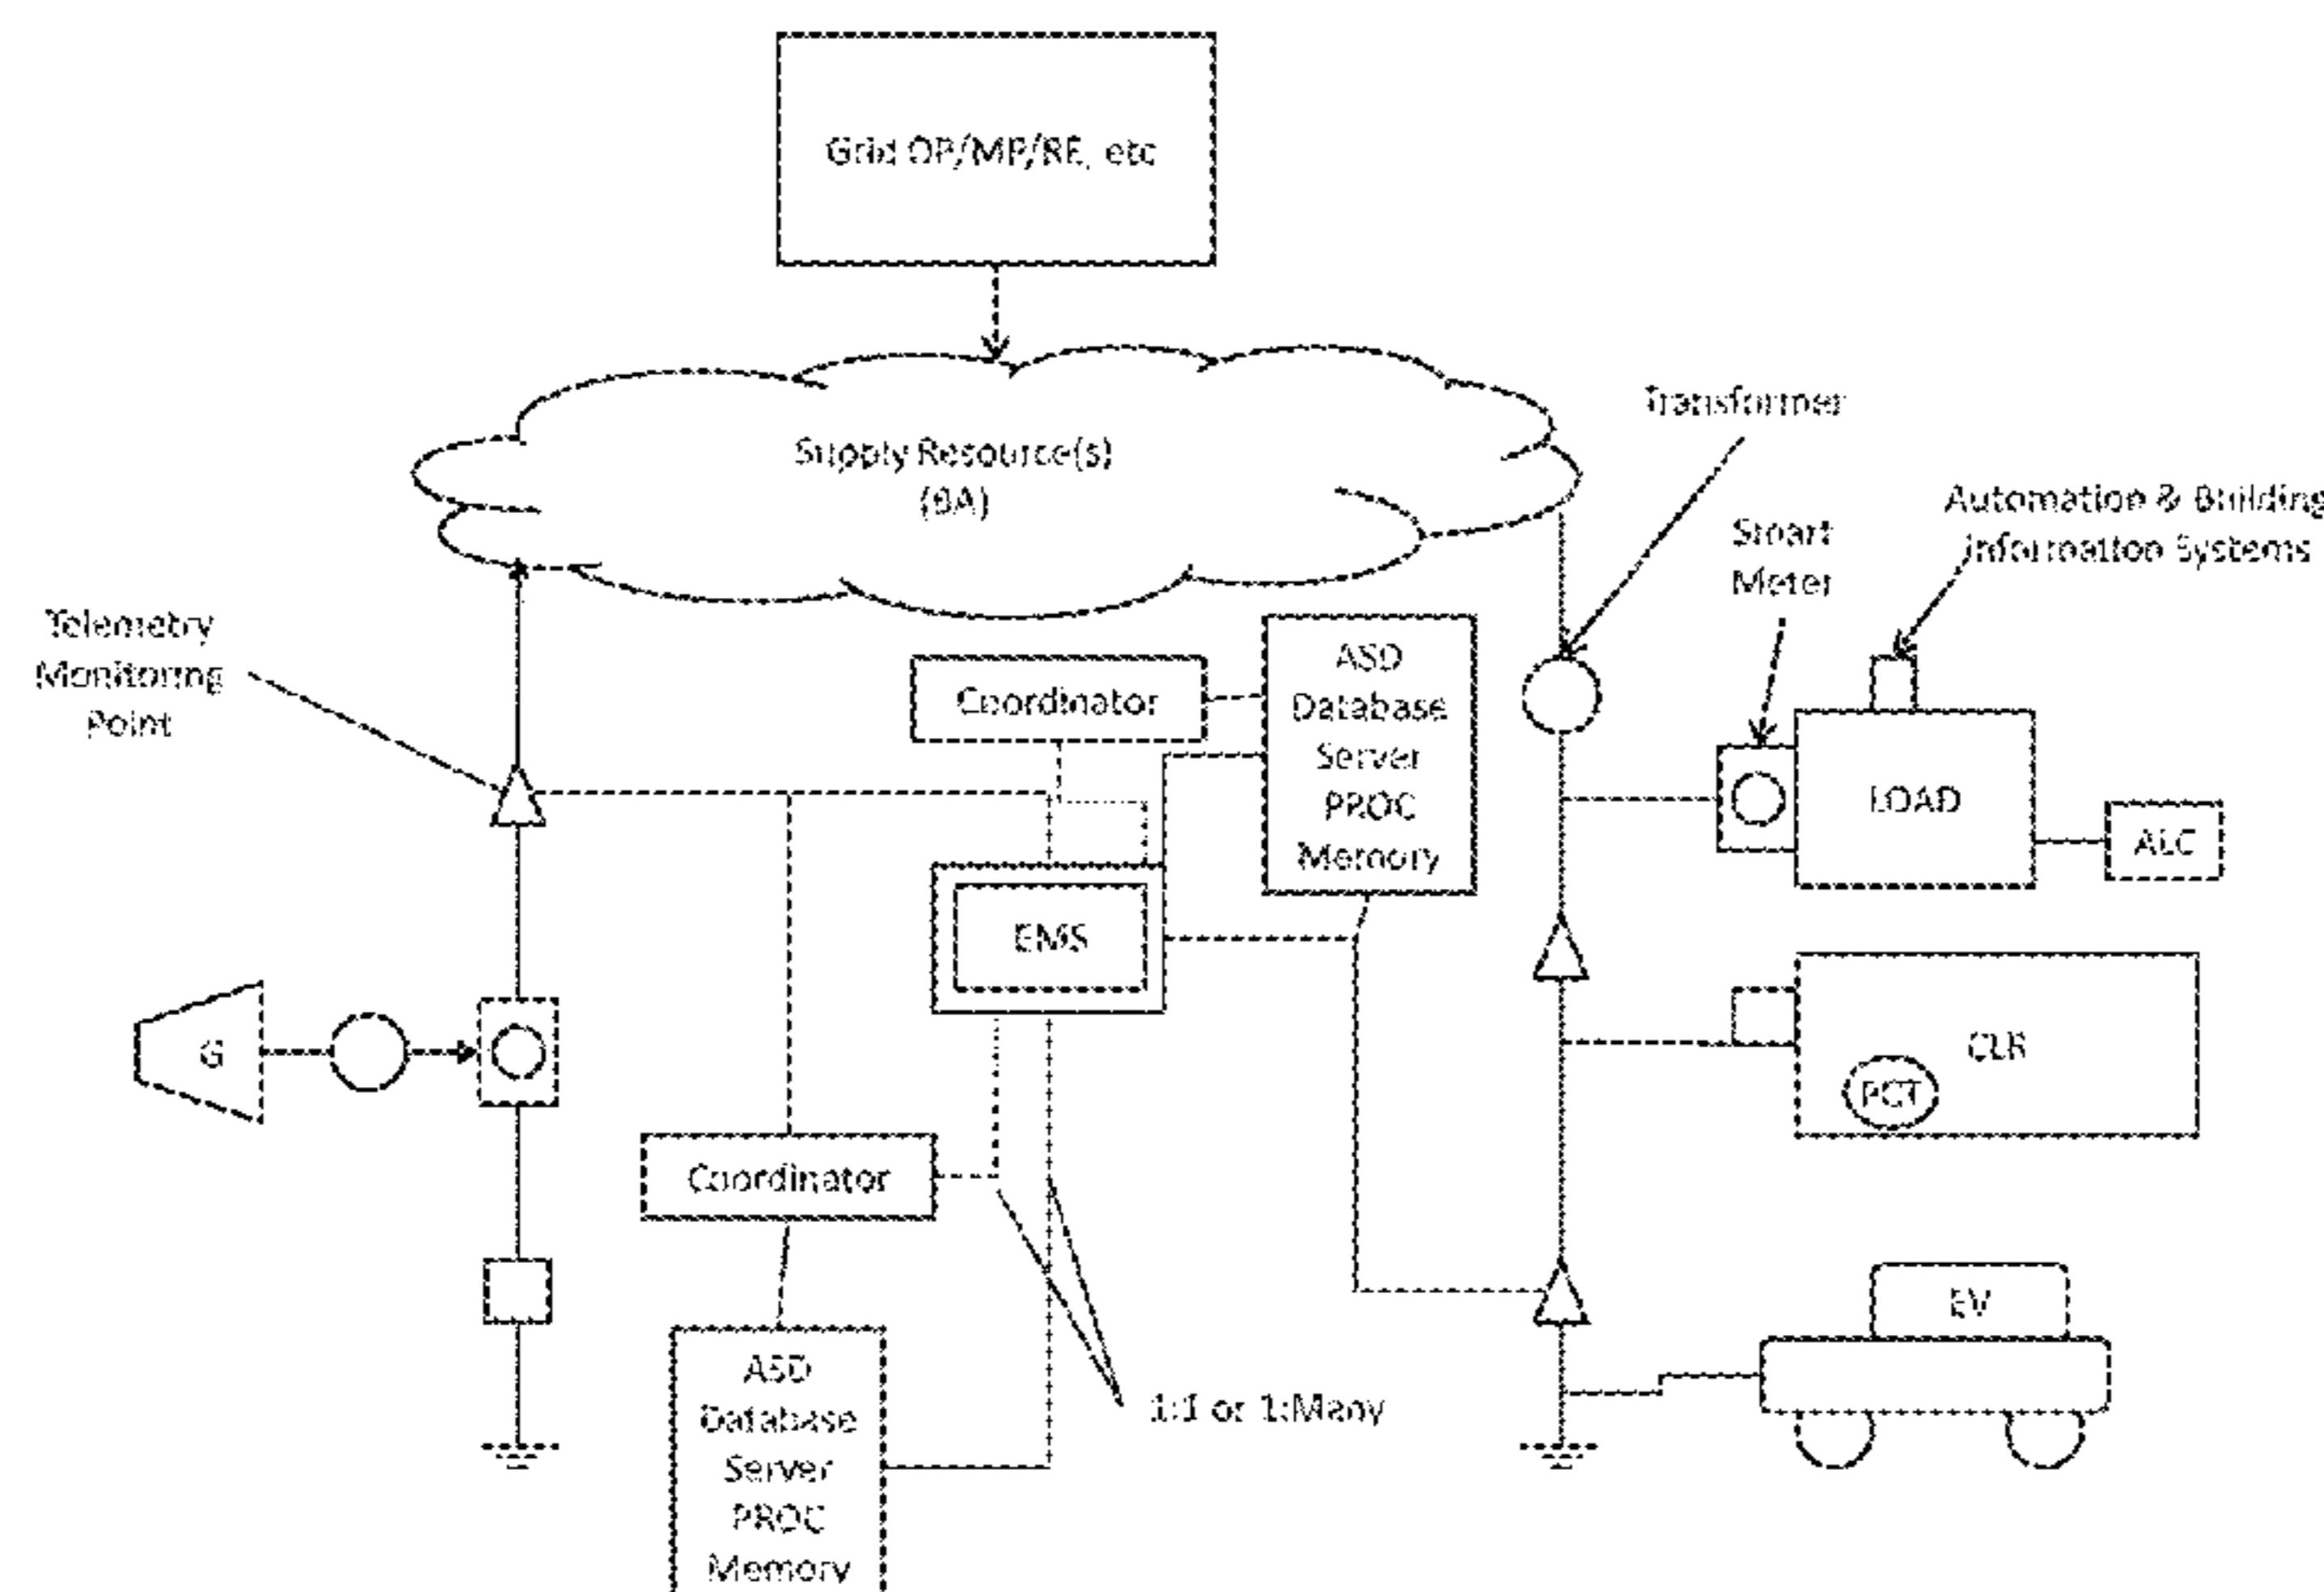 Grid OP/MP/RE, etc
Supply Resource(s)
(BA)
Transformer
Automation & Building
Information Systems
Smart
Meter
Telemetry
Monitoring
Point
Coordinator
ASD
Database
Server
PROC
Memory
LOAD
ALC
EMS
G
CLR
PCT
Coordinator
EV
ASD
Database
Server
PROC
Memory
1:1 or 1:Many